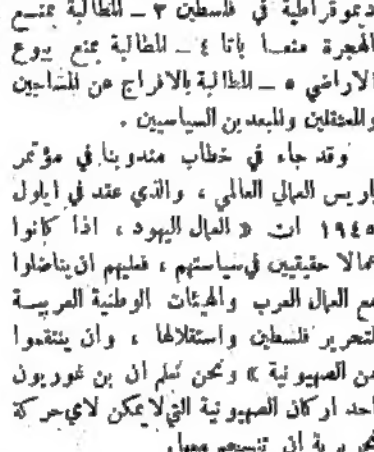 ديموقراطية في فلسطين ٣ ـ المطالبة بمنع
الهجرة منعا باتا ٤ ـ المطالبة بمنع بيوع
الاراضي ٥ ـ المطالبة بالافراج عن المساجين
والمعتقلين والمبعدين السياسيين .
وقد جاء في خطاب مندوبنا في مؤتمر
باريس العمالي العالمي ، والذي عقد في ايلول
١٩٤٥ ان « العمال اليهود ، اذا كانوا
عمالا حقيقيين في سياستهم ، فعليهم ان يناضلوا
مع العمال العرب والهيئات الوطنية العربيـة
لتحرير فلسطين واستقلالها ، وان ينتقدوا
من الصهيونية » ونحن نعلم ان بن غوريون
احد اركان الصهيونية التي لا يمكن لاي حركة
تحريرية ان تنسجم معها